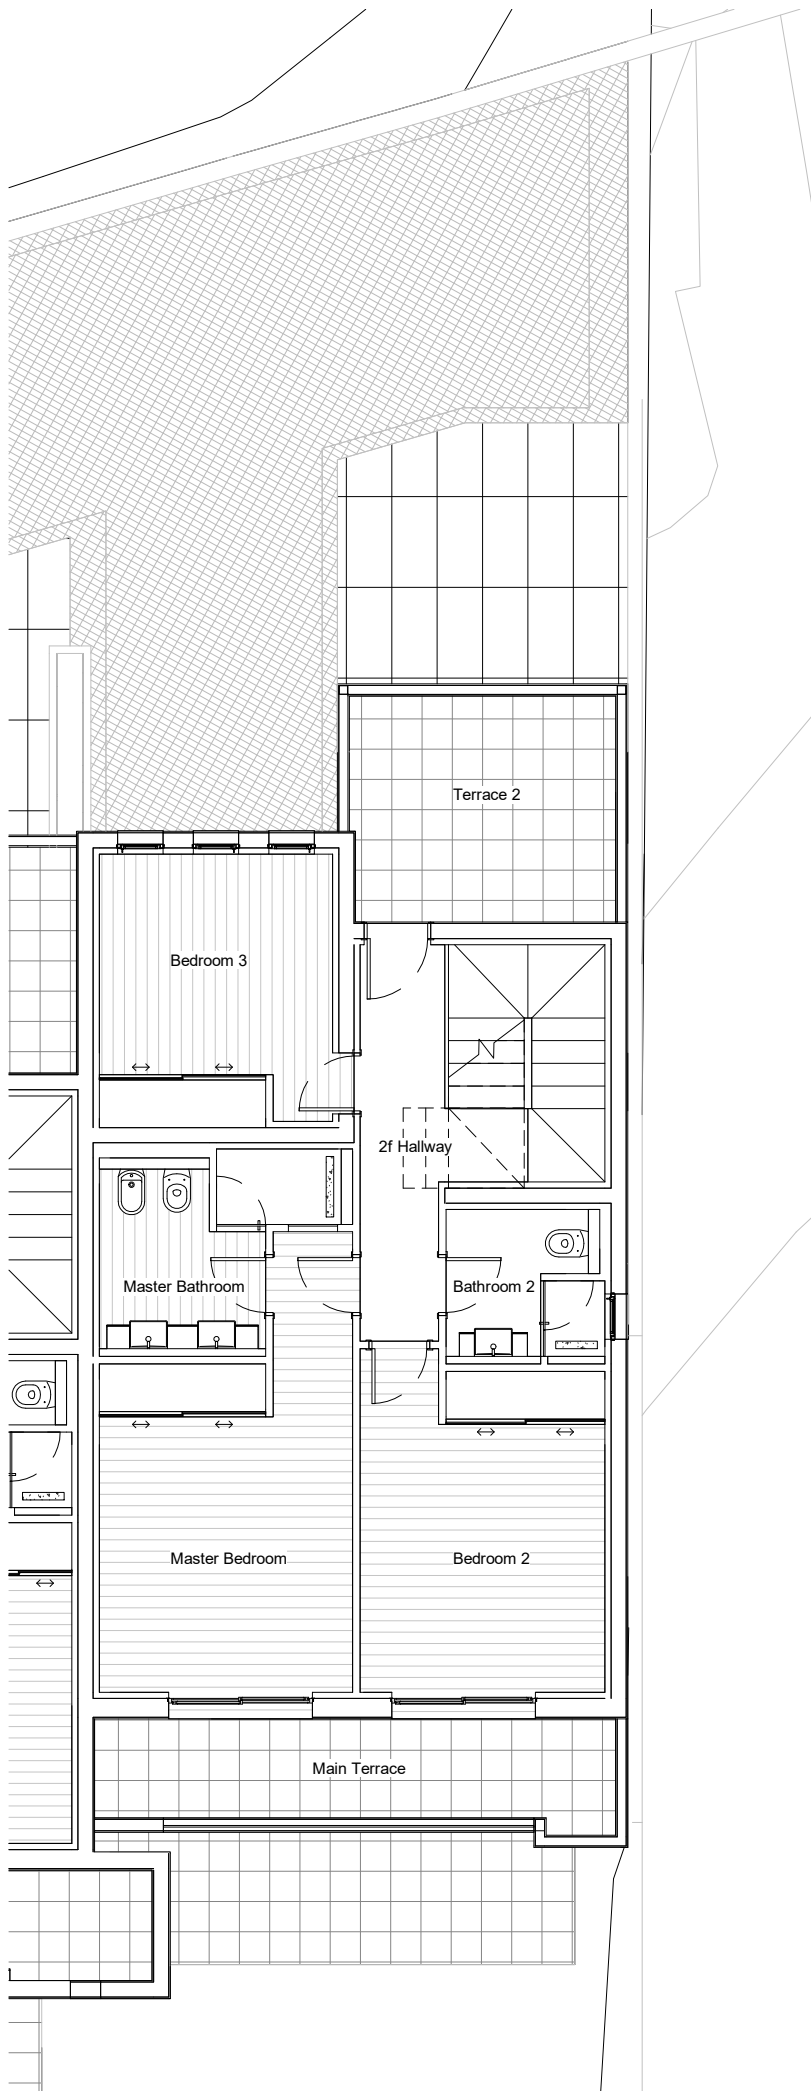 Terrace 2
Bedroom 3
2f Hallway
Master Bathroom
Bathroom 2
Master Bedroom
Bedroom 2
Main Terrace